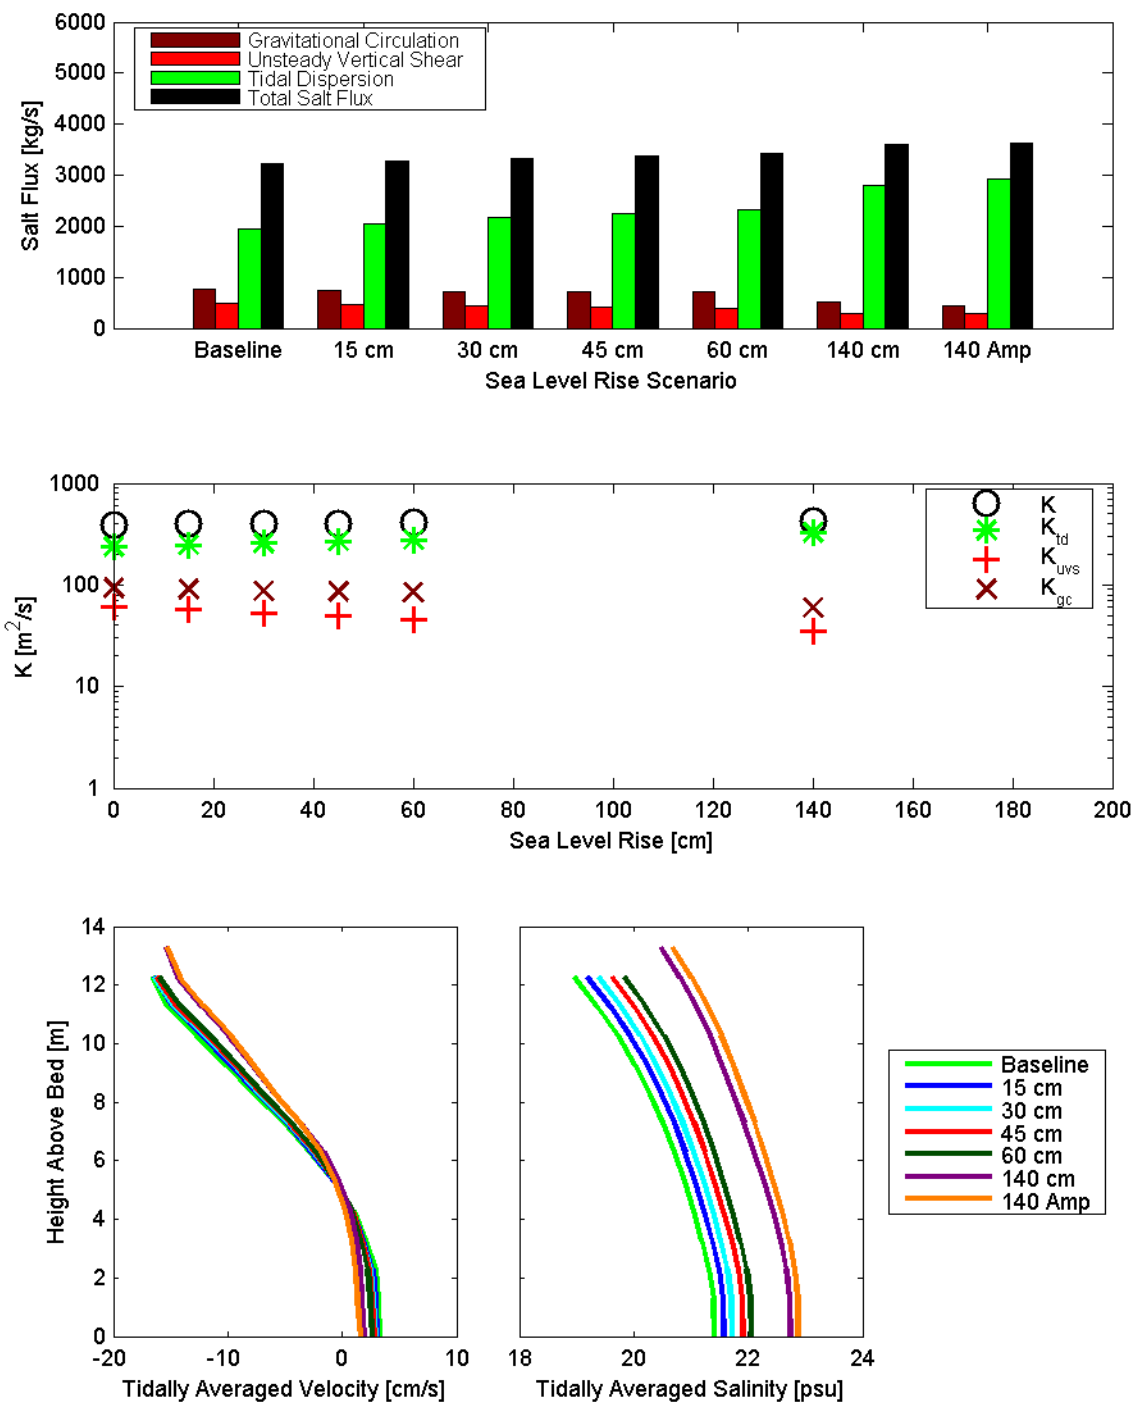 6000
5000
4000
3000
2000
1000
0
Salt Flux [kg/s]
Gravitational Circulation
Unsteady Vertical Shear
Tidal Dispersion
Total Salt Flux
Baseline 15 cm 30 cm 45 cm 60 cm 140 cm 140 Amp
Sea Level Rise Scenario
1000
100
10
1
K [m²/s]
K
K_td
K_uvs
K_gc
0 20 40 60 80 100 120 140 160 180 200
Sea Level Rise [cm]
14
12
10
8
6
4
2
0
Height Above Bed [m]
-20 -10 0 10
Tidally Averaged Velocity [cm/s]
18 20 22 24
Tidally Averaged Salinity [psu]
Baseline
15 cm
30 cm
45 cm
60 cm
140 cm
140 Amp